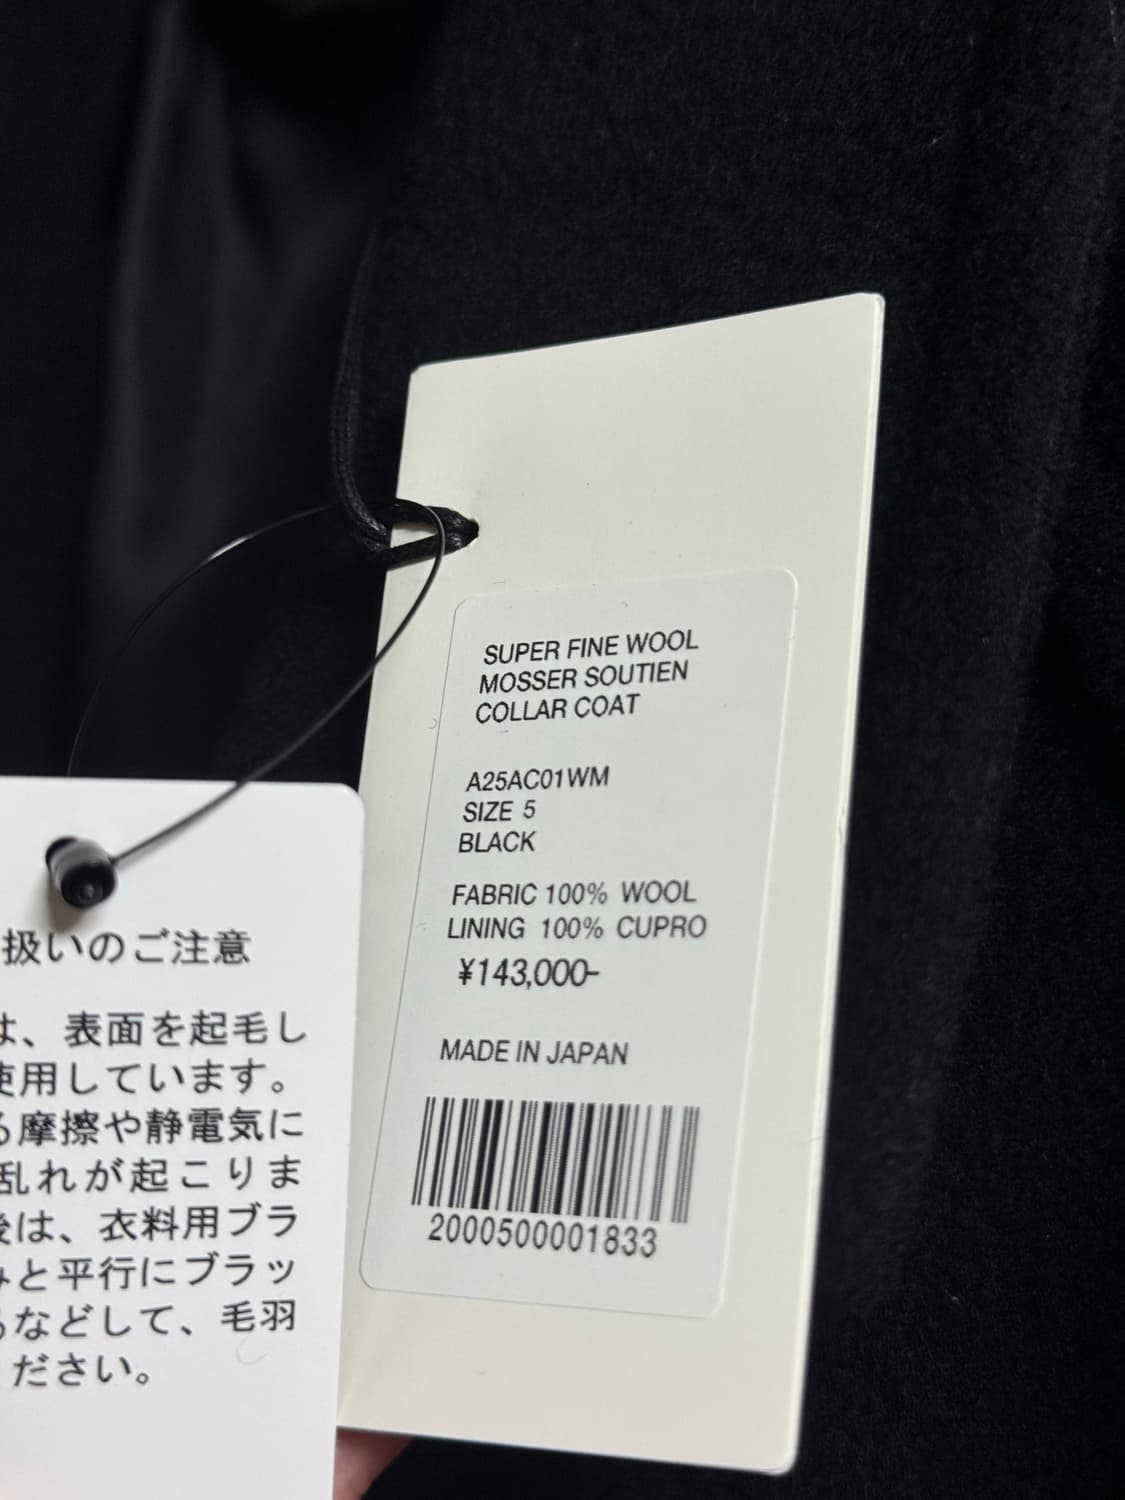 SUPER FINE WOOL
MOSSER SOUTIEN
COLLAR COAT
A25AC01WM
SIZE 5
BLACK
FABRIC 100% WOOL
LINING 100% CUPRO
¥143,000-
MADE IN JAPAN
2000500001833
扱いのご注意
は、表面を起毛し
使用しています。
る摩擦や静電気に
乱れが起こりま
後は、衣料用ブラ
みと平行にブラッ
るなどして、毛羽
ください。